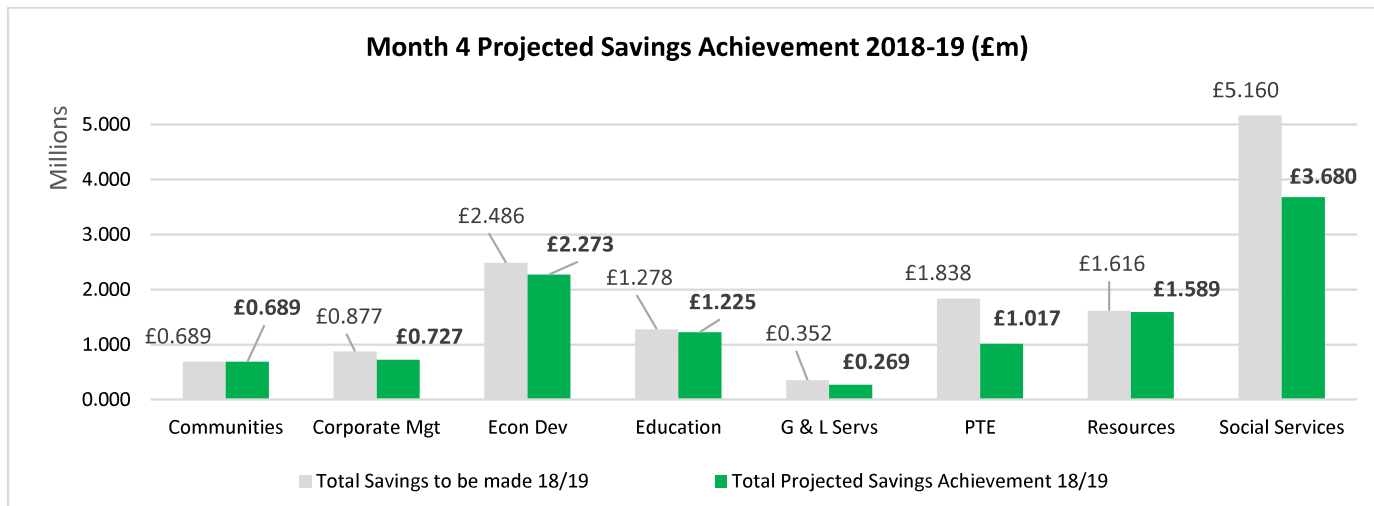 Month 4 Projected Savings Achievement 2018-19 (£m)
Millions
5.000
4.000
3.000
2.000
1.000
0.000
£0.689
£0.689
£0.877
£0.727
£2.486
£2.273
£1.278
£1.225
£0.352
£0.269
£1.838
£1.017
£1.616
£1.589
£5.160
£3.680
Communities
Corporate Mgt
Econ Dev
Education
G & L Servs
PTE
Resources
Social Services
Total Savings to be made 18/19
Total Projected Savings Achievement 18/19